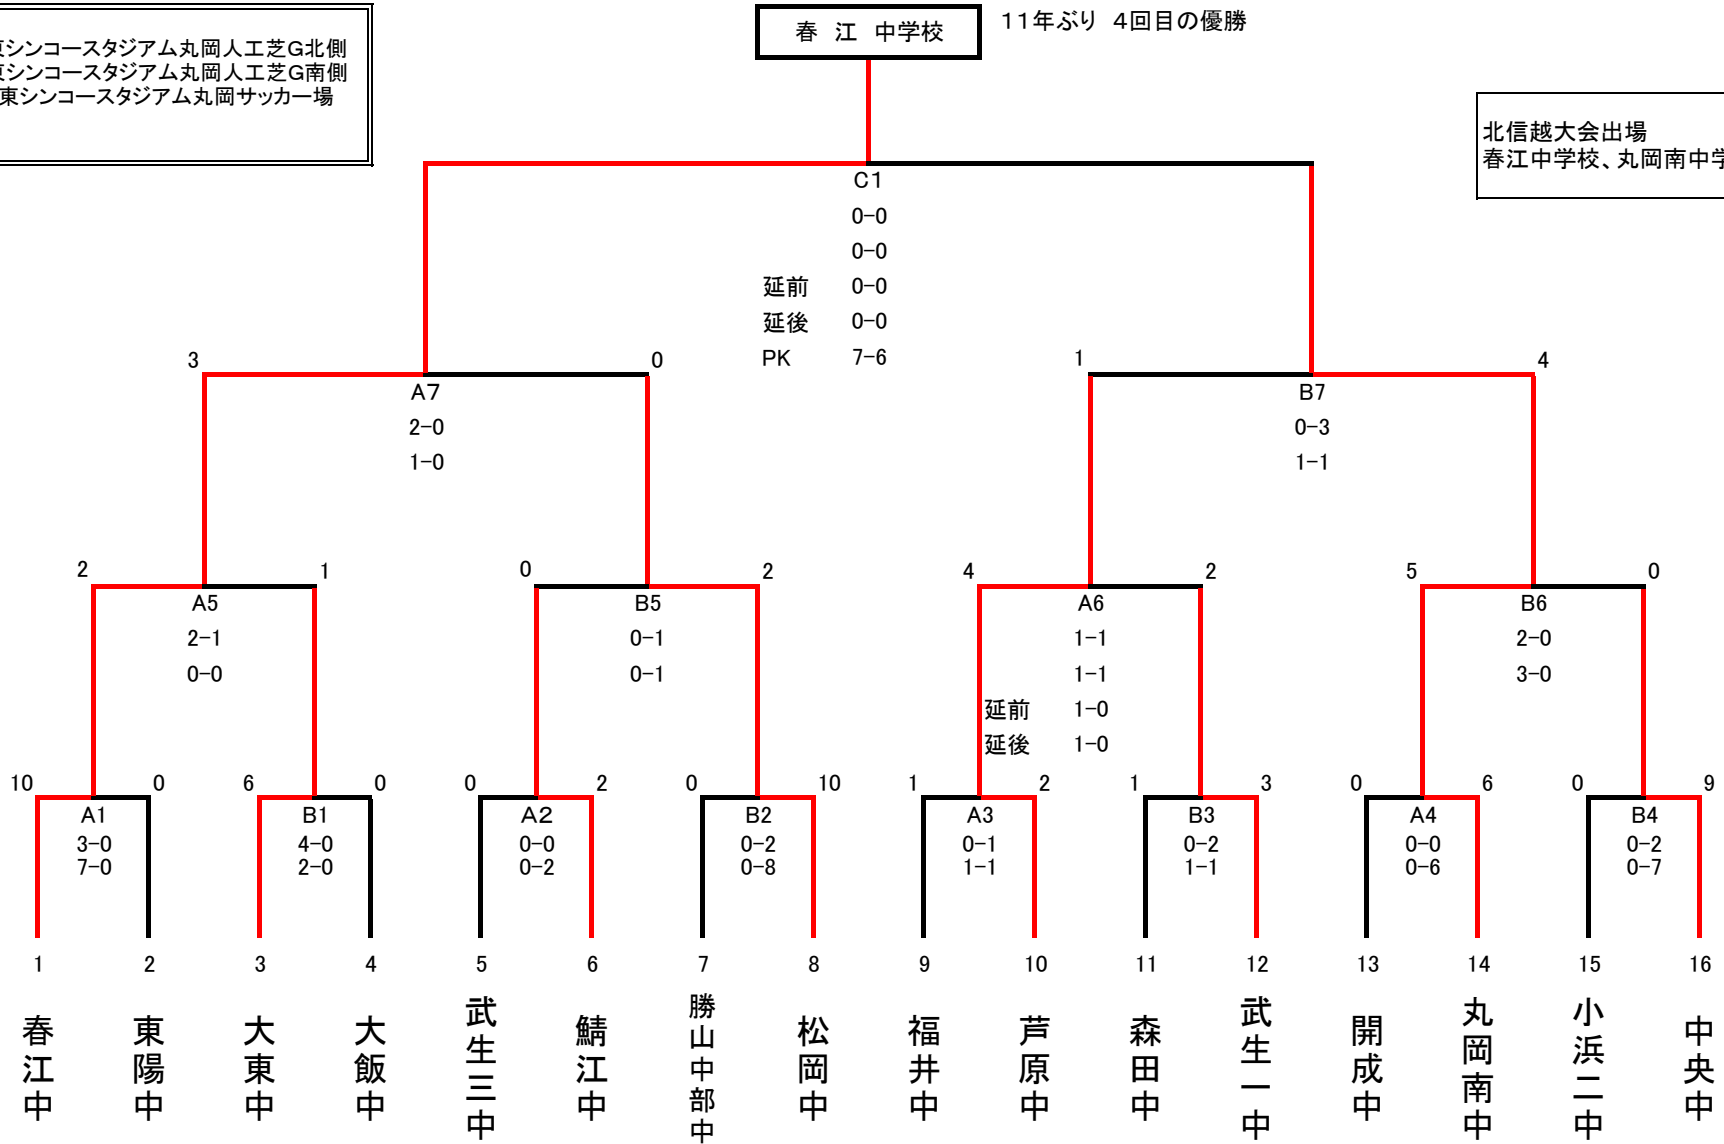 春 江 中学校
11年ぶり 4回目の優勝
東シンコースタジアム丸岡人工芝G北側
東シンコースタジアム丸岡人工芝G南側
東シンコースタジアム丸岡サッカー場
北信越大会出場
春江中学校、丸岡南中学
C1
0-0
0-0
延前 0-0
延後 0-0
PK 7-6
3 0 1 4
A7 B7
2-0 0-3
1-0 1-1
2 1 0 2 4 2 5 0
A5 B5 A6 B6
2-1 0-1 1-1 2-0
0-0 0-1 1-1 3-0
延前 1-0
延後 1-0
10 0 6 0 0 2 0 10 1 2 1 3 0 6 0 9
A1 B1 A2 B2 A3 B3 A4 B4
3-0 4-0 0-0 0-2 0-1 0-2 0-0 0-2
7-0 2-0 0-2 0-8 1-1 1-1 0-6 0-7
1 2 3 4 5 6 7 8 9 10 11 12 13 14 15 16
春江中
東陽中
大東中
大飯中
武生三中
鯖江中
勝山中部中
松岡中
福井中
芦原中
森田中
武生一中
開成中
丸岡南中
小浜二中
中央中